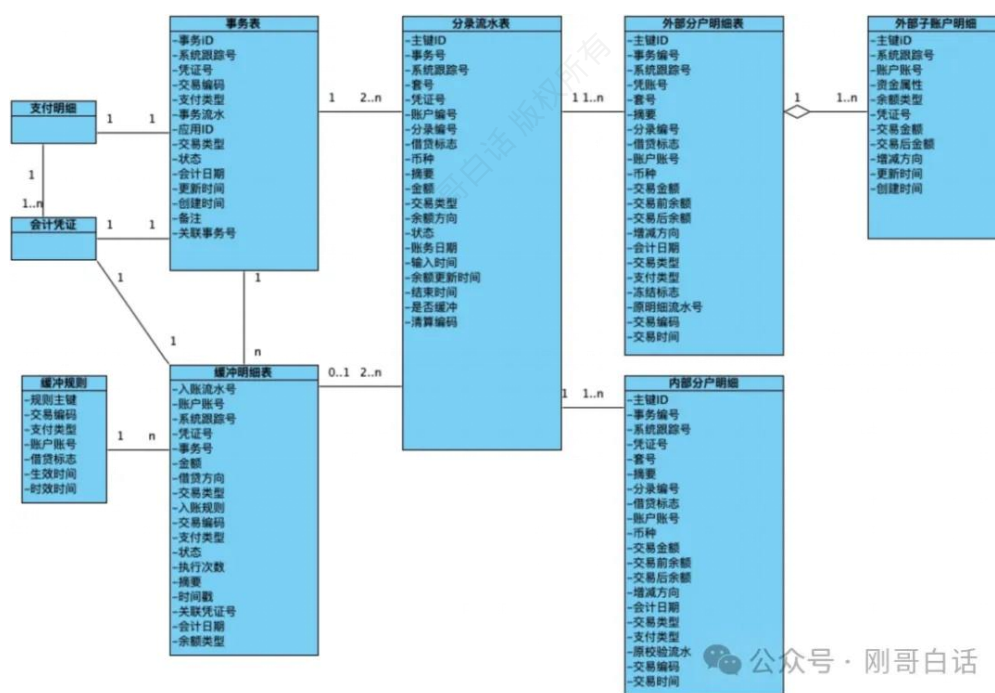 支付明细
会计凭证
事务表
-事务iD
-系统跟踪号
-凭证号
-交易编码
-支付类型
-事务流水
-应用ID
-交易类型
-状态
-会计日期
-更新时间
-创建时间
-备注
-关联事务号
分录流水表
-主键ID
-事务号
-系统跟踪号
-套号
-凭证号
-账户编号
-分录编号
-借贷标志
-币种
-摘要
-金额
-交易类型
-余额方向
-状态
-账务日期
-输入时间
-余额更新时间
-结束时间
-是否缓冲
-清算编码
外部分户明细表
-主键ID
-事务编号
-系统跟踪号
-凭账号
-套号
-摘要
-分录编号
-借贷标志
-账户账号
-币种
-交易金额
-交易前余额
-交易后余额
-增减方向
-会计日期
-交易类型
-支付类型
-冻结标志
-原明细流水号
-交易编码
-交易时间
外部子账户明细
-主键iD
-系统跟踪号
-账户账号
-资金属性
-余额类型
-凭证号
-交易金额
-交易后金额
-增减方向
-更新时间
-创建时间
缓冲规则
-规则主键
-交易编码
-支付类型
-账户账号
-借贷标志
-生效时间
-时效时间
缓冲明细表
-入账流水号
-账户账号
-系统跟踪号
-凭证号
-事务号
-金额
-借贷方向
-交易类型
-入账规则
-交易编码
-支付类型
-状态
-执行次数
-摘要
-时间戳
-关联凭证号
-会计日期
-余额类型
内部分户明细
-主键ID
-事务编号
-系统跟踪号
-凭证号
-套号
-摘要
-分录编号
-借贷标志
-账户账号
-币种
-交易金额
-交易前余额
-交易后余额
-增减方向
-会计日期
-交易类型
-支付类型
-原校验流水
-交易编码
-交易时间
1 1
1
1..n
1 1
1
1
1
n
1 n
1 2..n
0..1 2..n
1 1..n
1 1..n
1 1..n
刚哥白话 版权所有
公众号 · 刚哥白话